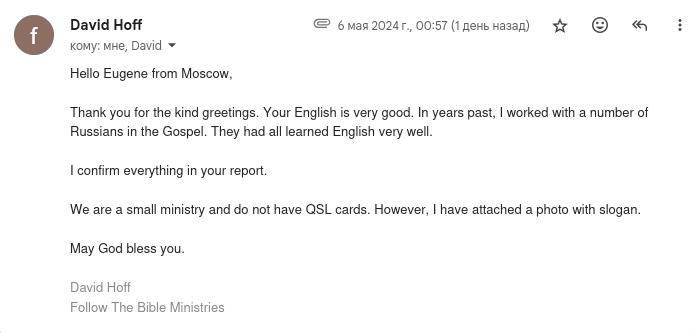 David Hoff
6 мая 2024 г., 00:57 (1 день назад)
кому: мне, David
f
Hello Eugene from Moscow,
Thank you for the kind greetings. Your English is very good. In years past, I worked with a number of
Russians in the Gospel. They had all learned English very well.
I confirm everything in your report.
We are a small ministry and do not have QSL cards. However, I have attached a photo with slogan.
May God bless you.
David Hoff
Follow The Bible Ministries